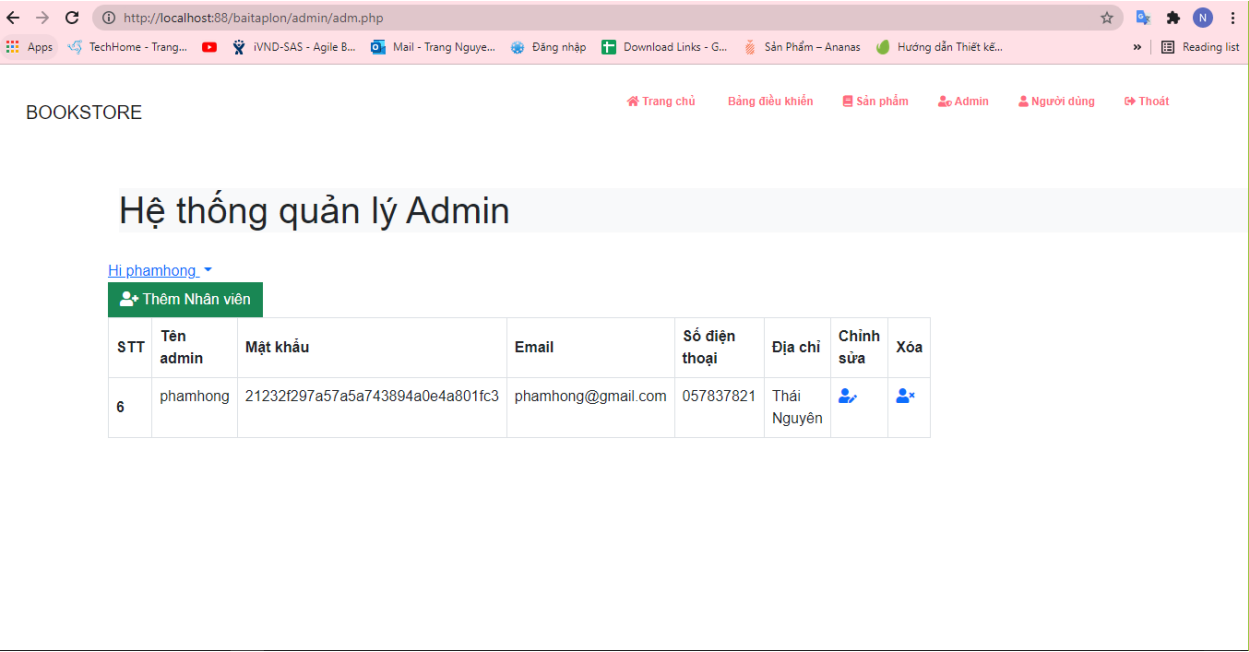 http://localhost:88/baitaplon/admin/adm.php
N
Apps TechHome - Trang... iVND-SAS - Agile B... Mail - Trang Nguye... Đăng nhập Download Links - G... Sản Phẩm – Ananas Hướng dẫn Thiết kế... » Reading list
BOOKSTORE
Trang chủ Bảng điều khiển Sản phẩm Admin Người dùng Thoát
Hệ thống quản lý Admin
Hi phamhong
Thêm Nhân viên
STT Tên admin Mật khẩu Email Số điện thoại Địa chỉ Chỉnh sửa Xóa
6 phamhong 21232f297a57a5a743894a0e4a801fc3 phamhong@gmail.com 057837821 Thái Nguyên